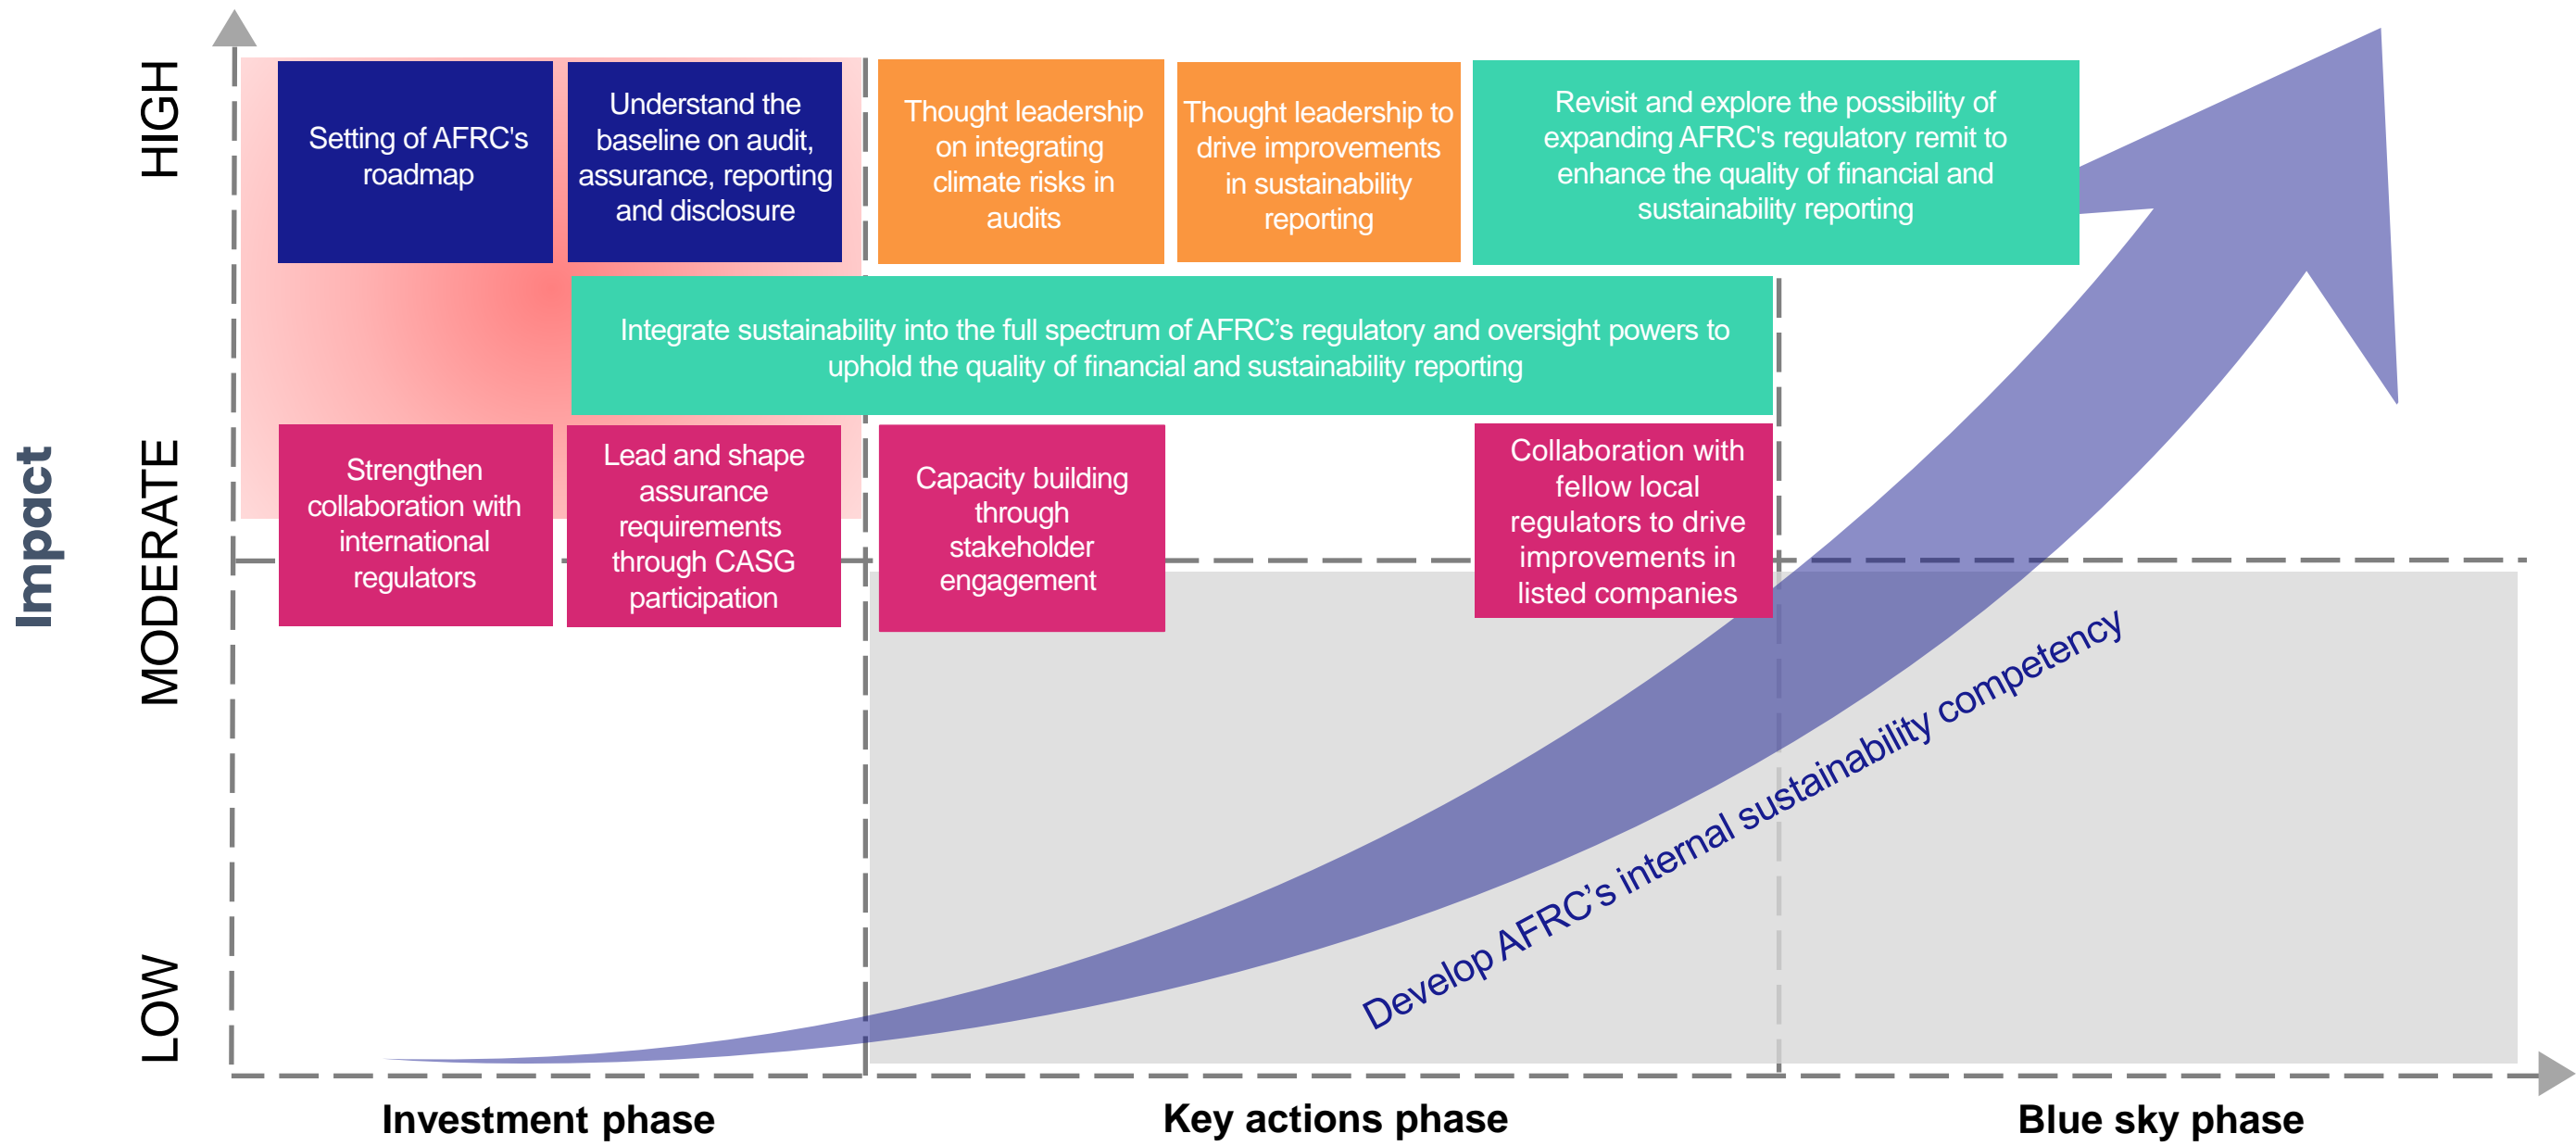 Impact
HIGH
MODERATE
LOW
Setting of AFRC's
roadmap
Understand the
baseline on audit,
assurance, reporting
and disclosure
Thought leadership
on integrating
climate risks in
audits
Thought leadership to
drive improvements
in sustainability
reporting
Revisit and explore the possibility of
expanding AFRC's regulatory remit to
enhance the quality of financial and
sustainability reporting
Integrate sustainability into the full spectrum of AFRC’s regulatory and oversight powers to
uphold the quality of financial and sustainability reporting
Strengthen
collaboration with
international
regulators
Lead and shape
assurance
requirements
through CASG
participation
Capacity building
through
stakeholder
engagement
Collaboration with
fellow local
regulators to drive
improvements in
listed companies
Develop AFRC’s internal sustainability competency
Investment phase
Key actions phase
Blue sky phase